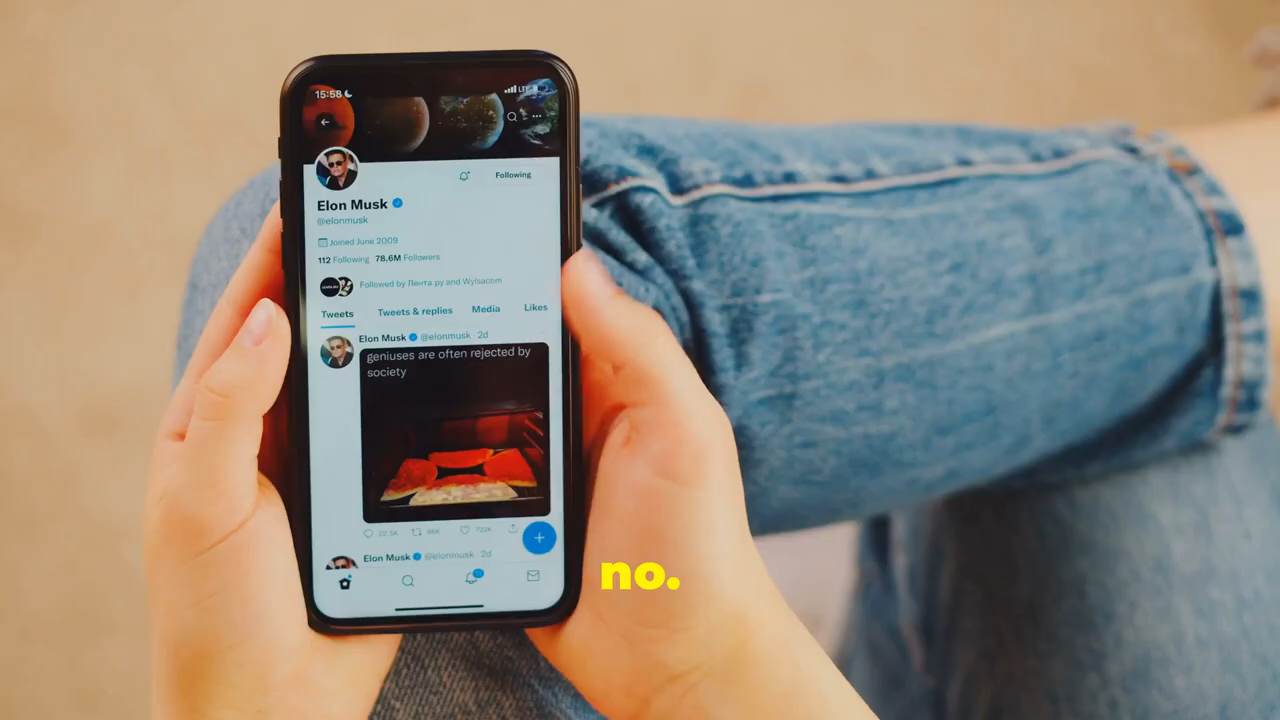 15:58
LTE
Following
Elon Musk
@elonmusk
Joined June 2009
112 Following 78,6M Followers
Followed by Лента.ру and Wylsacom
Tweets Tweets & replies Media Likes
Elon Musk @elonmusk · 2d
geniuses are often rejected by
society
Elon Musk @elonmusk · 2d
no.